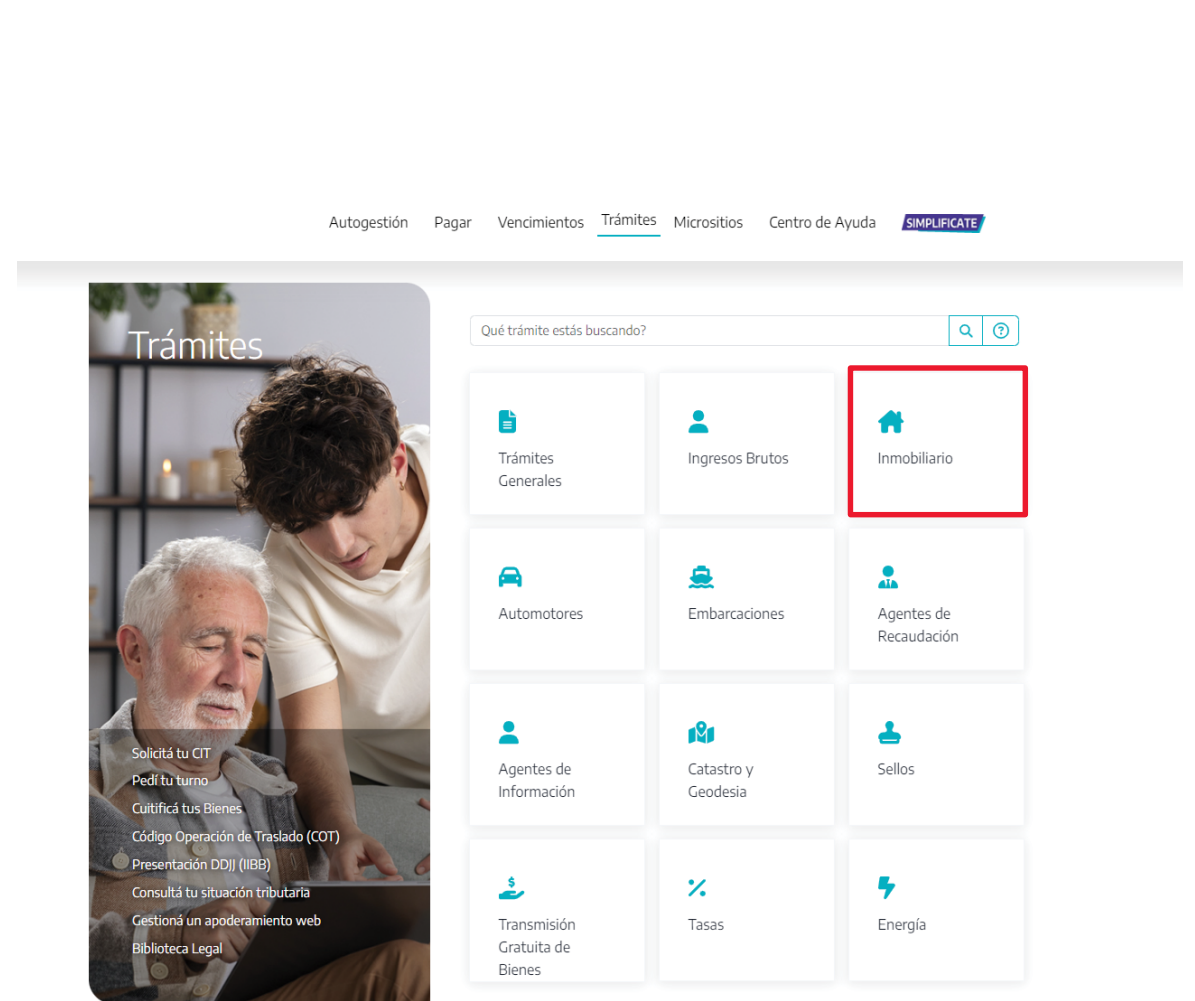 Autogestión Pagar Vencimientos Trámites Micrositios Centro de Ayuda SIMPLIFICATE
Trámites
Solicitá tu CIT
Pedí tu turno
Cuitificá tus Bienes
Código Operación de Traslado (COT)
Presentación DDJJ (IIBB)
Consultá tu situación tributaria
Gestioná un apoderamiento web
Biblioteca Legal
Qué trámite estás buscando?
Trámites
Generales
Ingresos Brutos
Inmobiliario
Automotores
Embarcaciones
Agentes de
Recaudación
Agentes de
Información
Catastro y
Geodesia
Sellos
Transmisión
Gratuita de
Bienes
Tasas
Energía